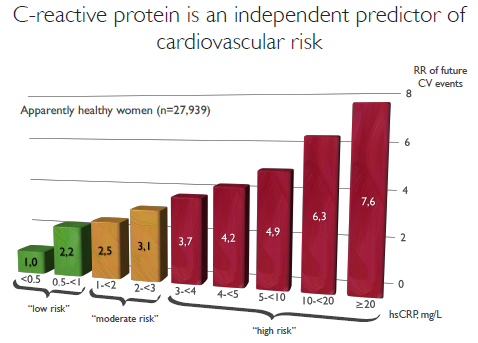 C-reactive protein is an independent predictor of
cardiovascular risk
RR of future
CV events
8
Apparently healthy women (n=27,939)
6
4
2
0
1,0
2,2
2,5
3,1
3,7
4,2
4,9
6,3
7,6
<0.5
0.5-<1
1-<2
2-<3
3-<4
4-<5
5-<10
10-<20
≥20
hsCRP, mg/L
"low risk"
"moderate risk"
"high risk"